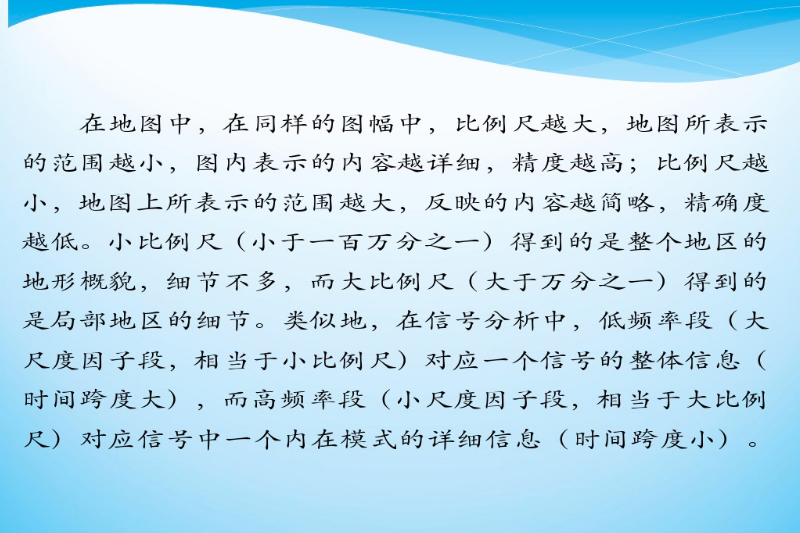 在地图中，在同样的图幅中，比例尺越大，地图所表示
的范围越小，图内表示的内容越详细，精度越高；比例尺越
小，地图上所表示的范围越大，反映的内容越简略，精确度
越低。小比例尺（小于一百万分之一）得到的是整个地区的
地形概貌，细节不多，而大比例尺（大于万分之一）得到的
是局部地区的细节。类似地，在信号分析中，低频率段（大
尺度因子段，相当于小比例尺）对应一个信号的整体信息（
时间跨度大），而高频率段（小尺度因子段，相当于大比例
尺）对应信号中一个内在模式的详细信息（时间跨度小）。